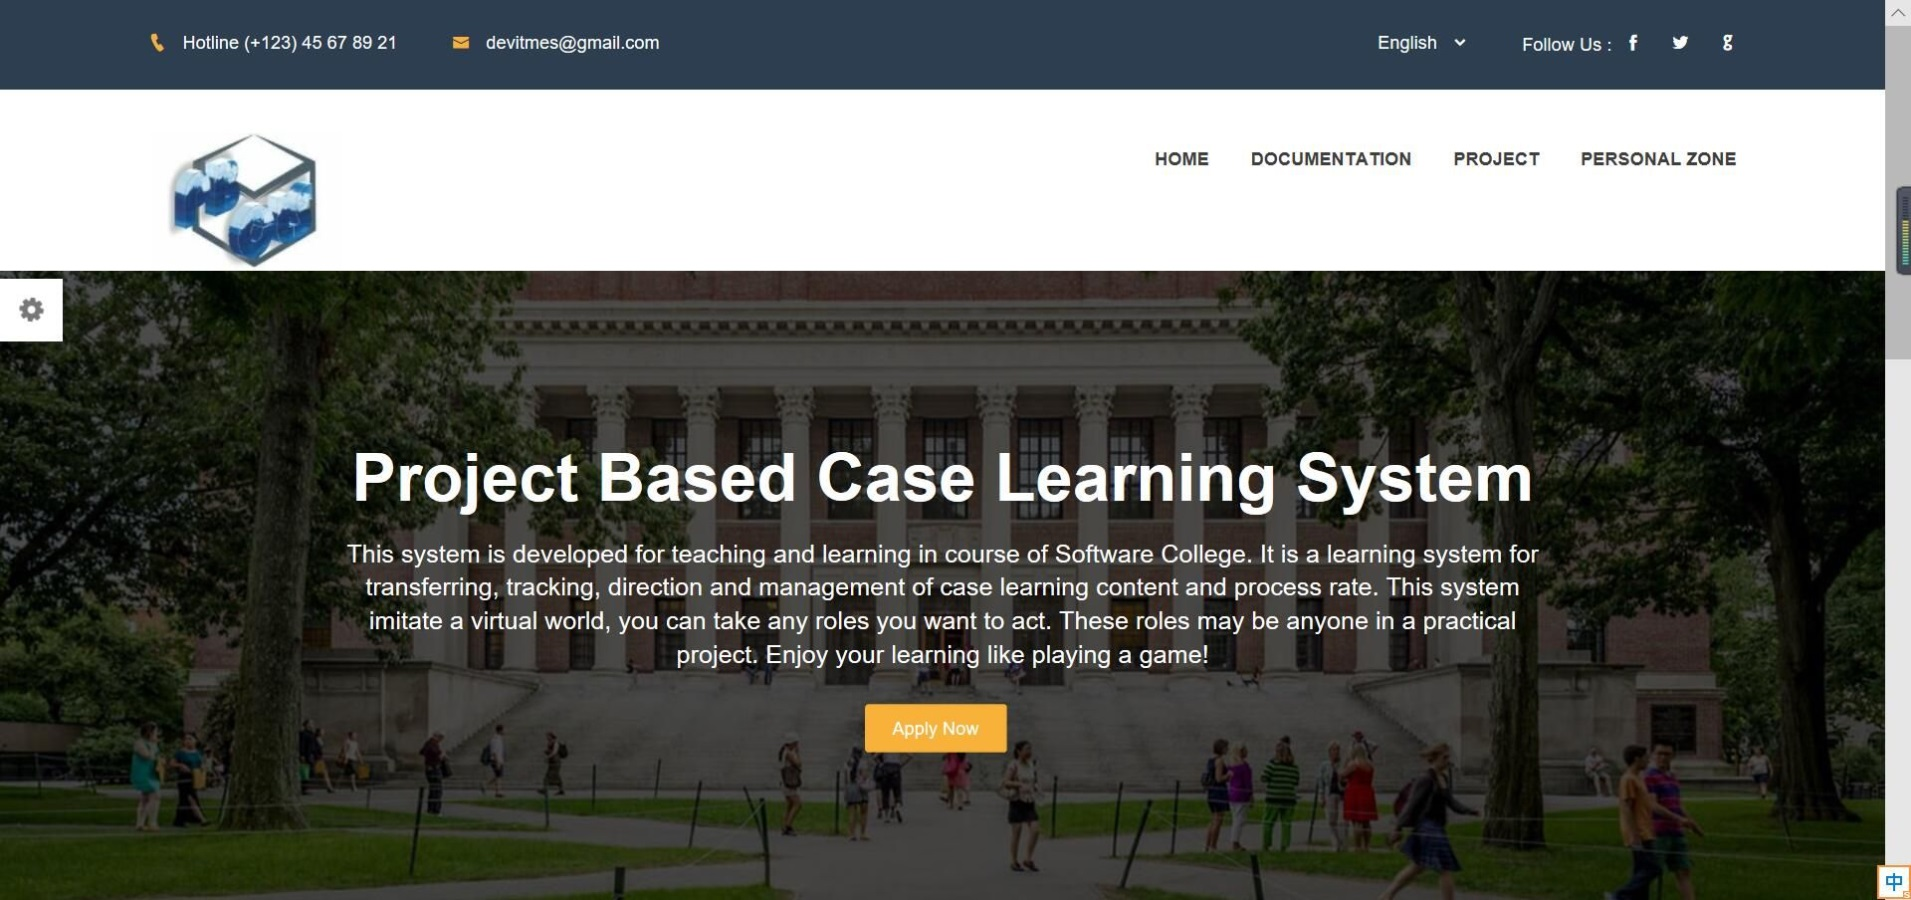 Hotline (+123) 45 67 89 21
devitmes@gmail.com
English
Follow Us :
HOME
DOCUMENTATION
PROJECT
PERSONAL ZONE
Project Based Case Learning System
This system is developed for teaching and learning in course of Software College. It is a learning system for
transferring, tracking, direction and management of case learning content and process rate. This system
imitate a virtual world, you can take any roles you want to act. These roles may be anyone in a practical
project. Enjoy your learning like playing a game!
Apply Now
中